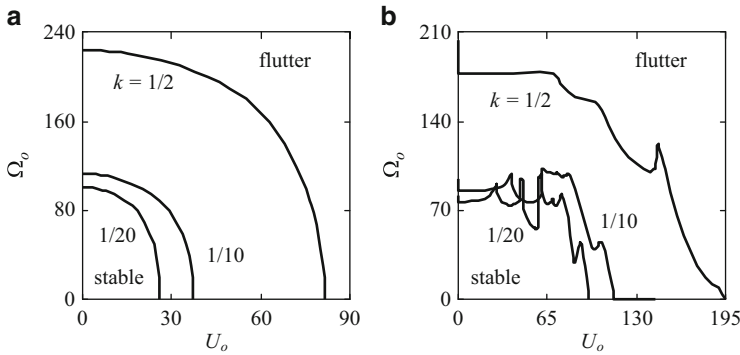 a
240
160
80
0
Ωo
flutter
k = 1/2
1/20
1/10
stable
0
30
60
90
Uo
b
210
140
70
0
Ωo
flutter
k = 1/2
1/20
1/10
stable
0
65
130
195
Uo